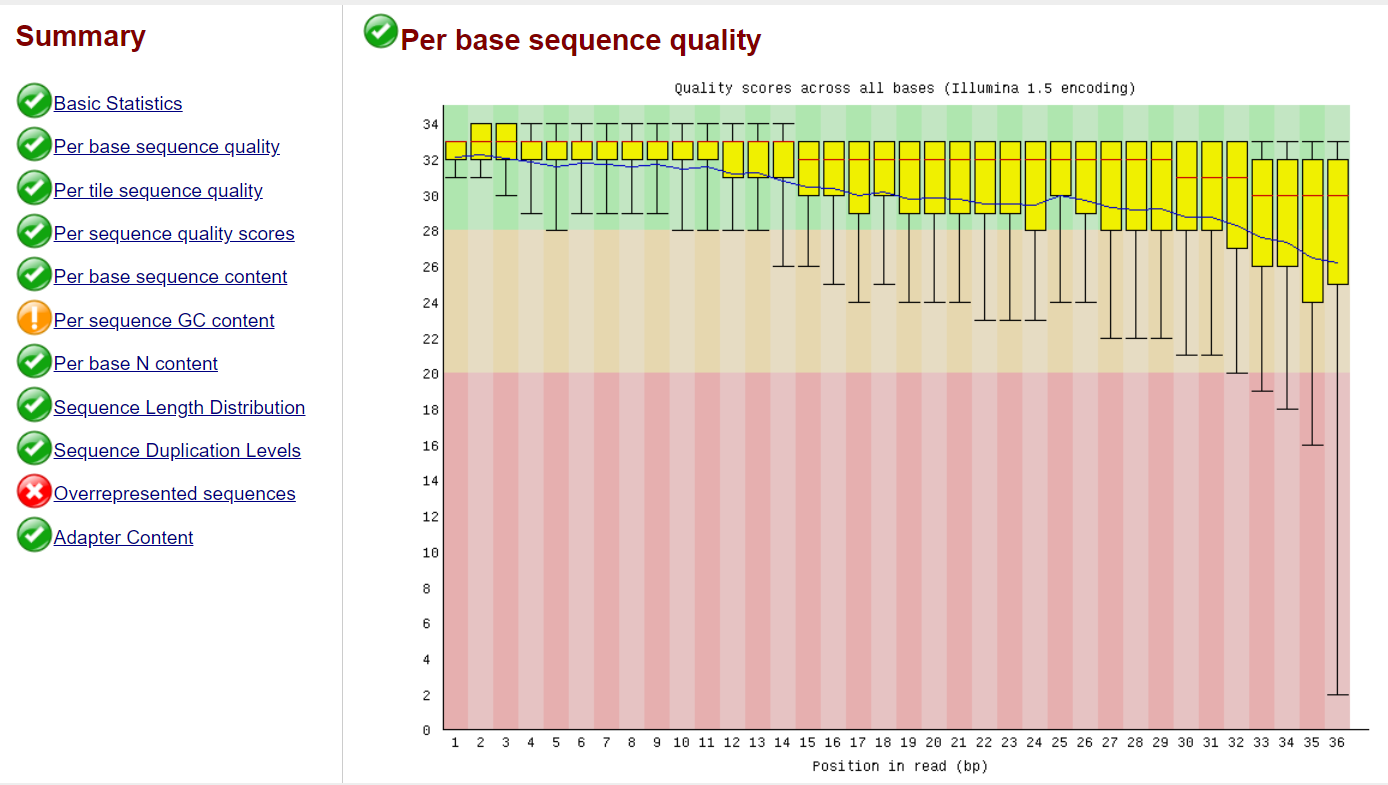 Summary
Basic Statistics
Per base sequence quality
Per tile sequence quality
Per sequence quality scores
Per base sequence content
Per sequence GC content
Per base N content
Sequence Length Distribution
Sequence Duplication Levels
Overrepresented sequences
Adapter Content
Per base sequence quality
Quality scores across all bases (Illumina 1.5 encoding)
34
32
30
28
26
24
22
20
18
16
14
12
10
8
6
4
2
0
1 2 3 4 5 6 7 8 9 10 11 12 13 14 15 16 17 18 19 20 21 22 23 24 25 26 27 28 29 30 31 32 33 34 35 36
Position in read (bp)